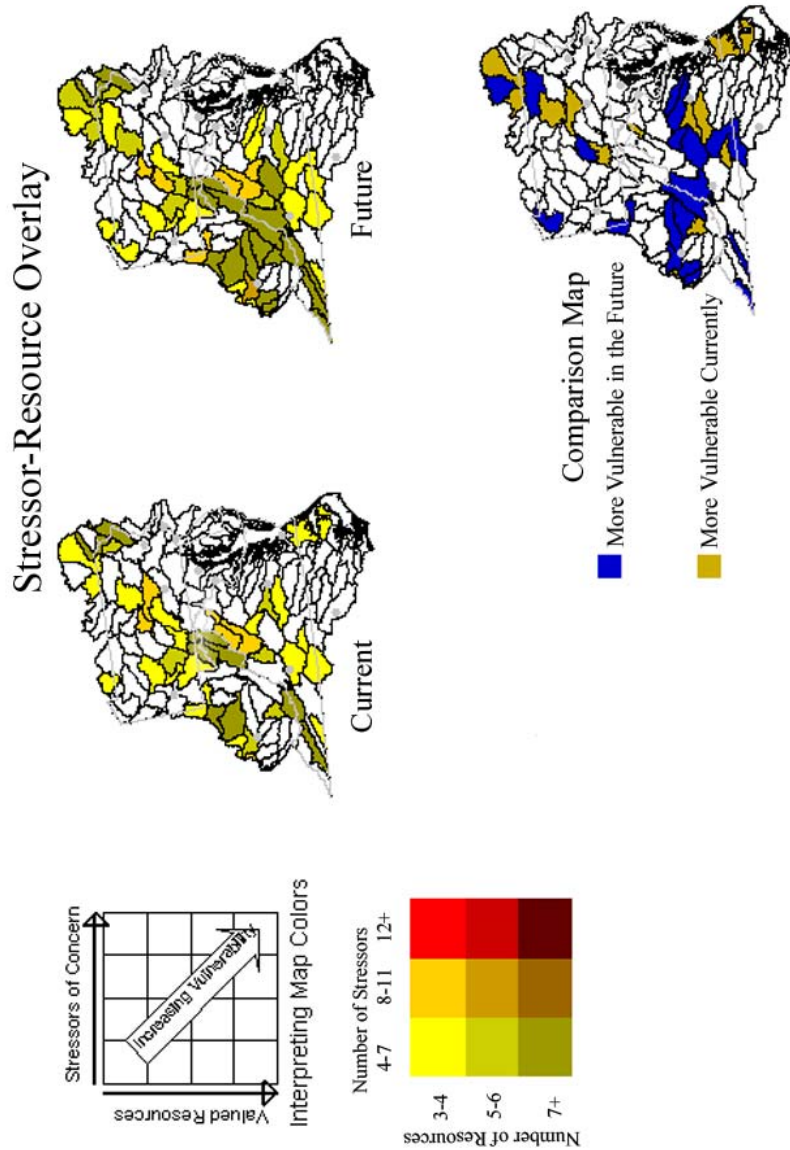 Stressor-Resource Overlay
Stressors of Concern
Valued Resources
Increasing Vulnerability
Interpreting Map Colors
Number of Stressors
4-7
8-11
12+
3-4
5-6
7+
Number of Resources
Current
Future
Comparison Map
More Vulnerable in the Future
More Vulnerable Currently